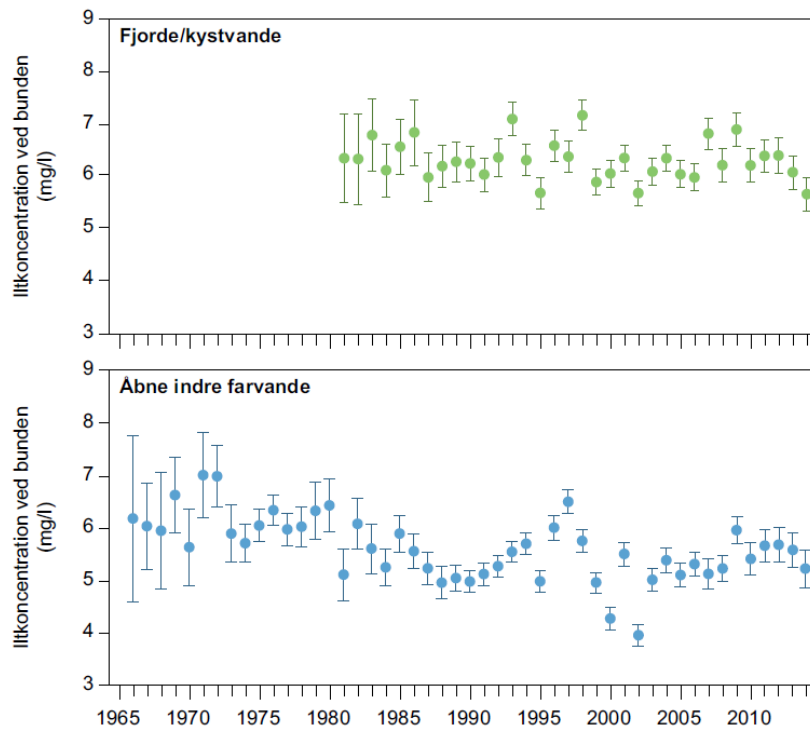 Fjorde/kystvande
Iltkoncentration ved bunden
(mg/l)
9
8
7
6
5
4
3
Åbne indre farvande
Iltkoncentration ved bunden
(mg/l)
9
8
7
6
5
4
3
1965 1970 1975 1980 1985 1990 1995 2000 2005 2010